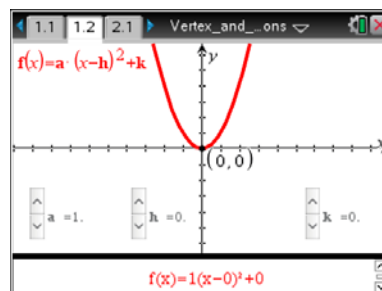 1.1 1.2 2.1 Vertex_and_...ons
f(x)=a·(x-h)²+k
y
x
(0,0)
a =1. h =0. k =0.
f(x)=1(x-0)²+0